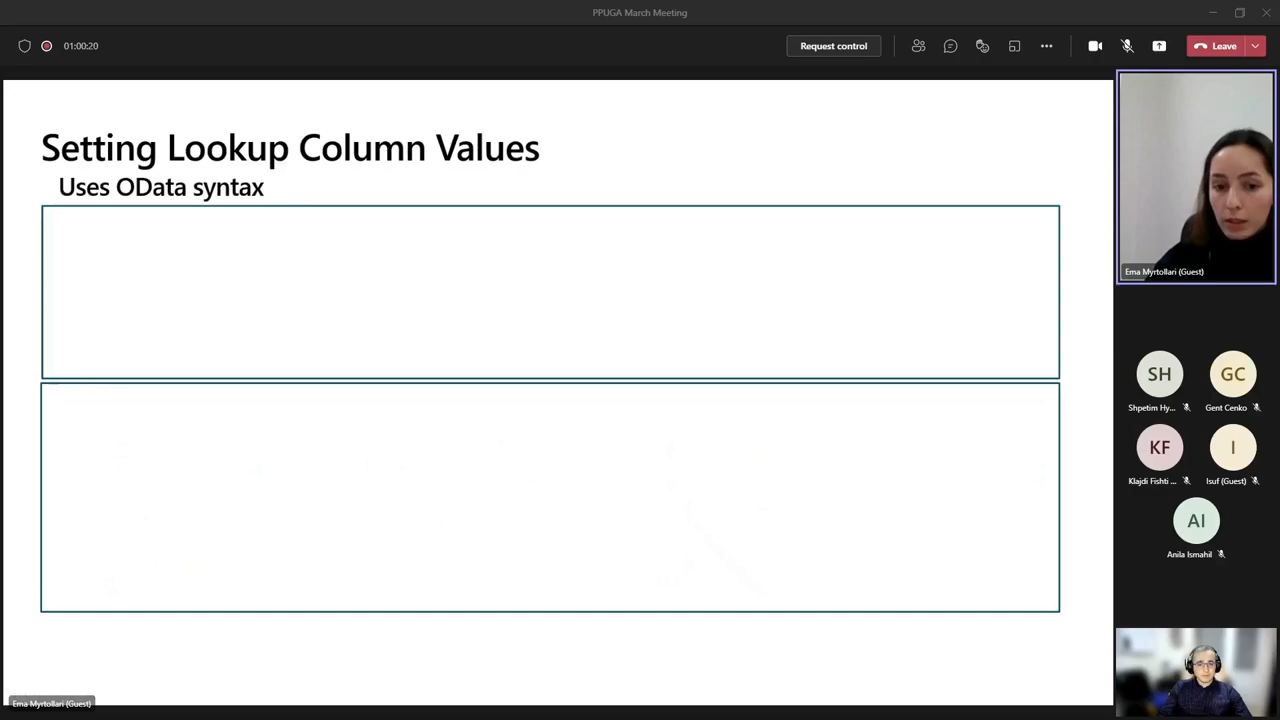 PPUGA March Meeting
01:00:20
Request control
Leave
Setting Lookup Column Values
Uses OData syntax
Ema Myrtollari (Guest)
SH
GC
Shpetim Hy...
Gent Cenko
KF
I
Klajdi Fishti ...
Isuf (Guest)
AI
Anila Ismahil
Ema Myrtollari (Guest)